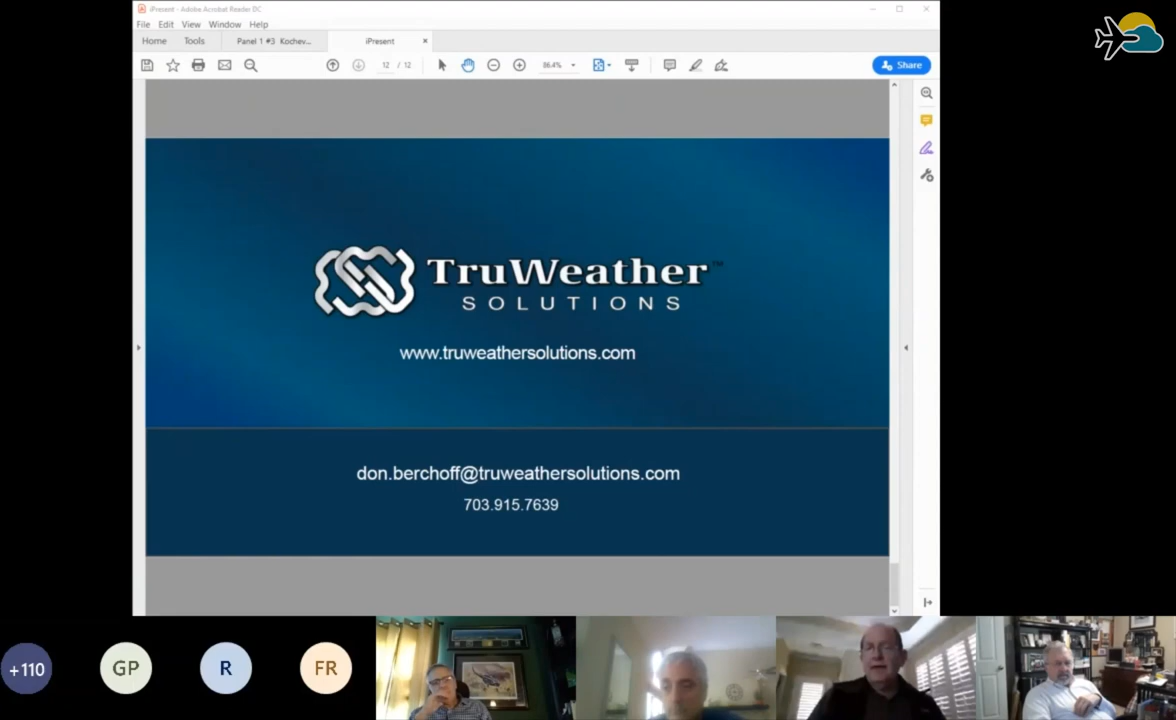 iPresent - Adobe Acrobat Reader DC
File Edit View Window Help
Home Tools Panel 1 #3 Kochev... iPresent ×
12 / 12 86.4% Share
TruWeather™
SOLUTIONS
www.truweathersolutions.com
don.berchoff@truweathersolutions.com
703.915.7639
+110 GP R FR